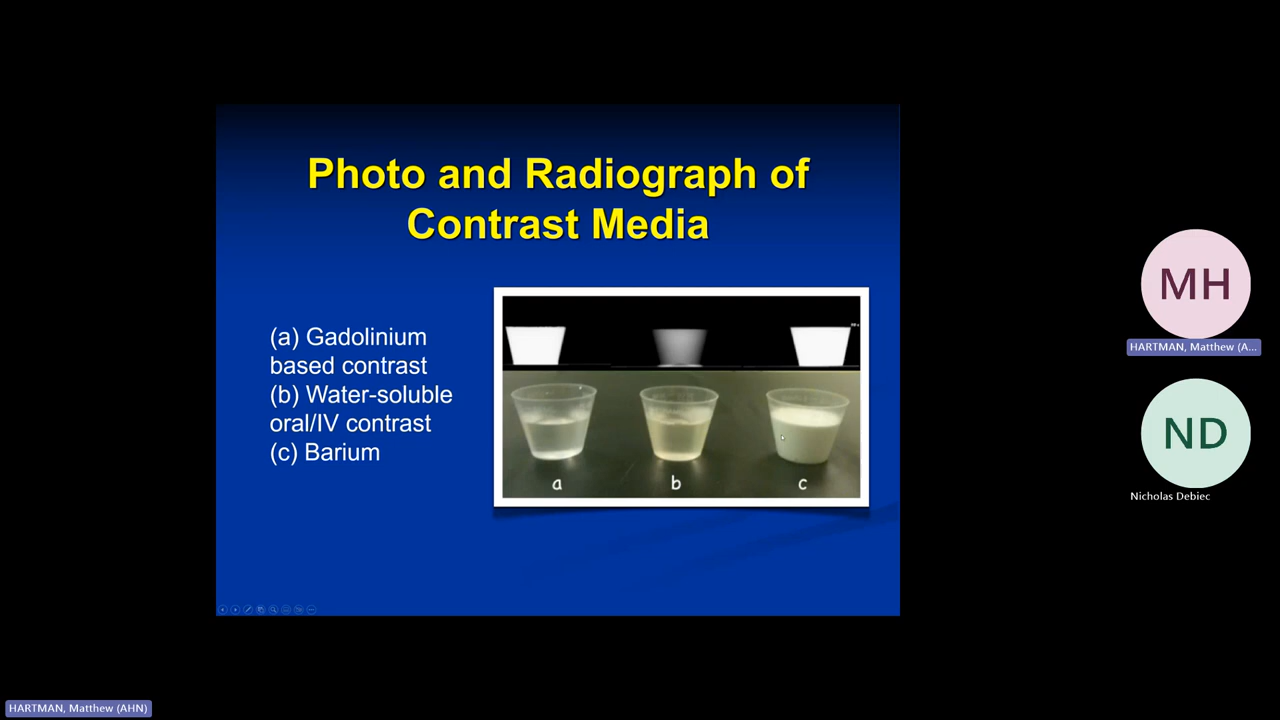 Photo and Radiograph of
Contrast Media
(a) Gadolinium
based contrast
(b) Water-soluble
oral/IV contrast
(c) Barium
a
b
c
MH
HARTMAN, Matthew (A...
ND
Nicholas Debiec
HARTMAN, Matthew (AHN)